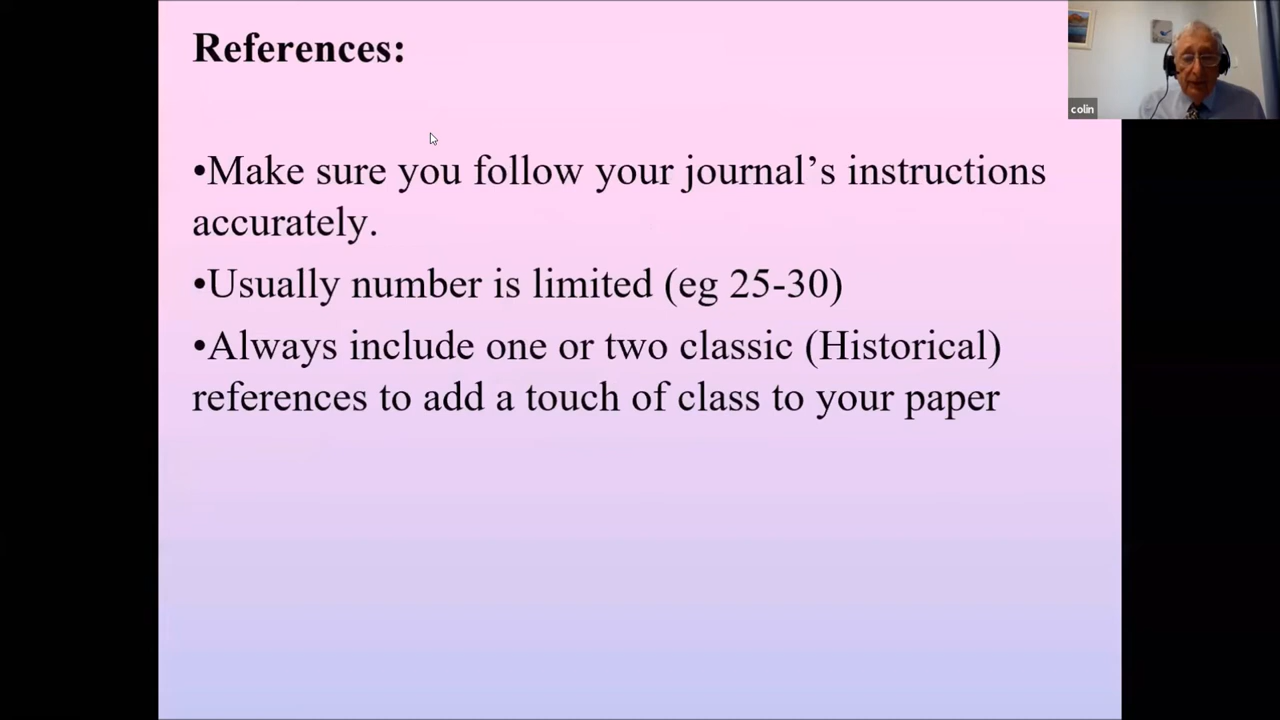 References:
•Make sure you follow your journal’s instructions
accurately.
•Usually number is limited (eg 25-30)
•Always include one or two classic (Historical)
references to add a touch of class to your paper
colin